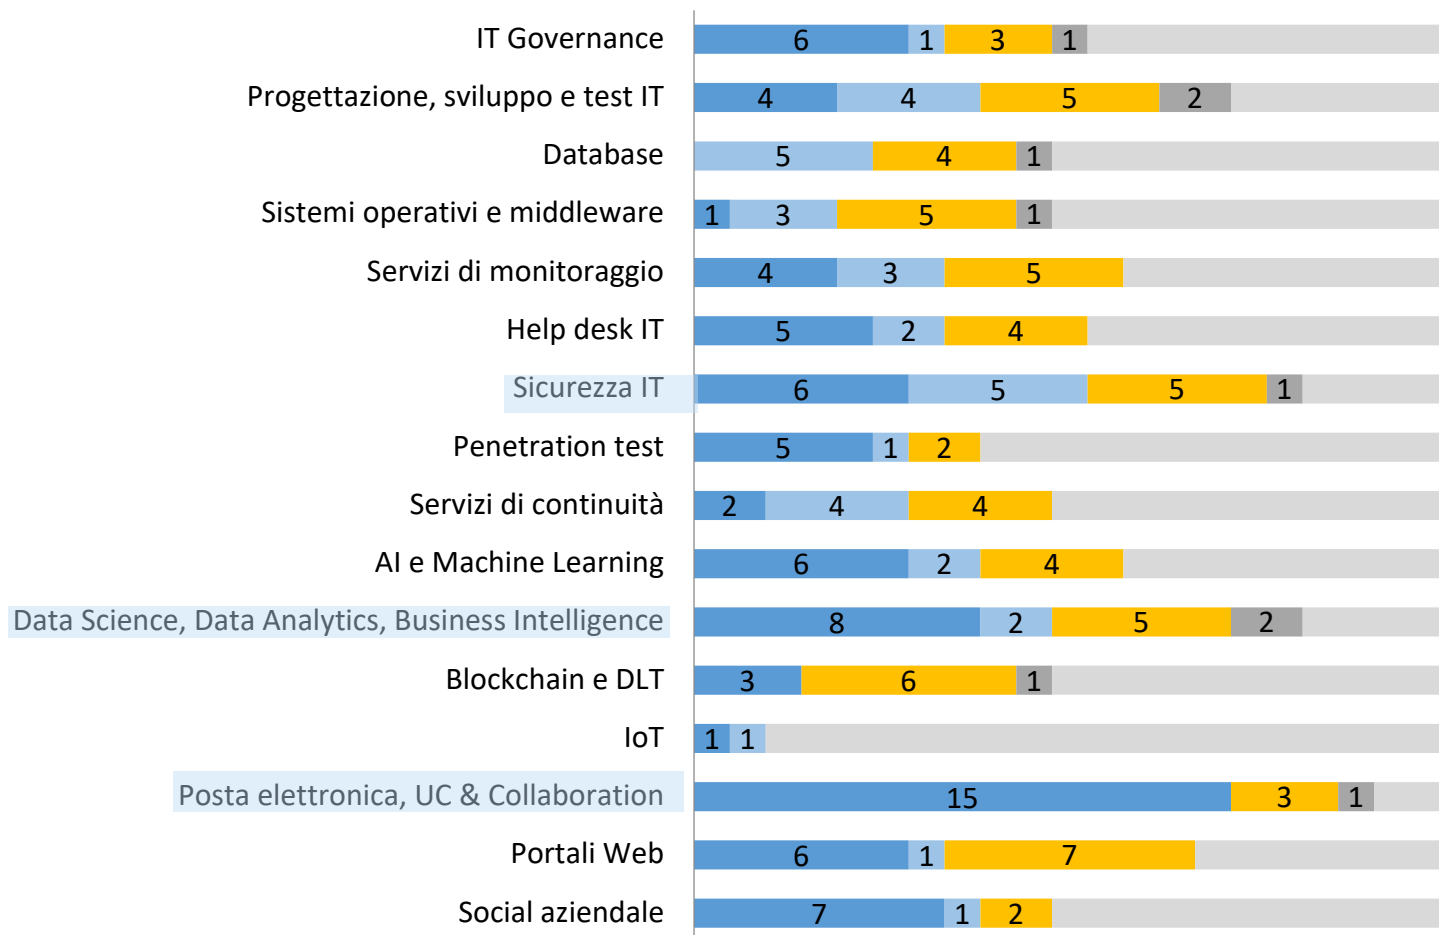 IT Governance 6 1 3 1
Progettazione, sviluppo e test IT 4 4 5 2
Database 5 4 1
Sistemi operativi e middleware 1 3 5 1
Servizi di monitoraggio 4 3 5
Help desk IT 5 2 4
Sicurezza IT 6 5 5 1
Penetration test 5 1 2
Servizi di continuità 2 4 4
AI e Machine Learning 6 2 4
Data Science, Data Analytics, Business Intelligence 8 2 5 2
Blockchain e DLT 3 6 1
IoT 1 1
Posta elettronica, UC & Collaboration 15 3 1
Portali Web 6 1 7
Social aziendale 7 1 2